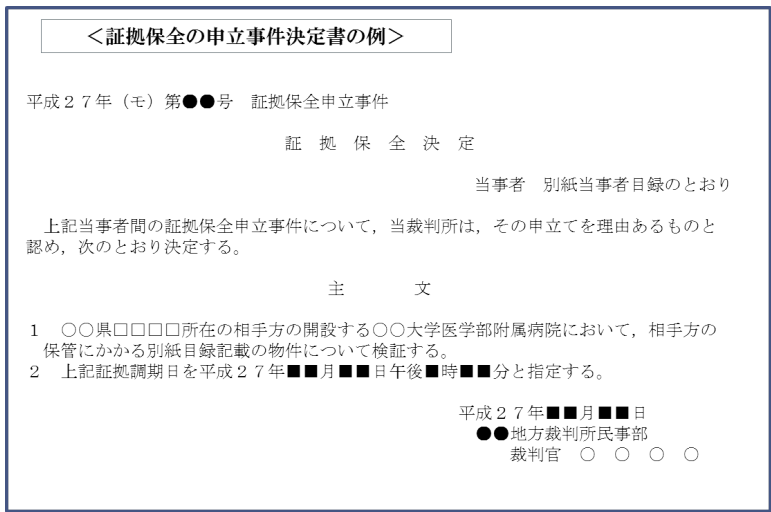 ＜証拠保全の申立事件決定書の例＞
平成２７年（モ）第●●号　証拠保全申立事件
証　拠　保　全　決　定
当事者　別紙当事者目録のとおり
　上記当事者間の証拠保全申立事件について，当裁判所は，その申立てを理由あるものと
認め，次のとおり決定する。
主　　　文
１　○○県□□□□所在の相手方の開設する○○大学医学部附属病院において，相手方の
　保管にかかる別紙目録記載の物件について検証する。
２　上記証拠調期日を平成２７年■■月■■日午後■時■■分と指定する。
平成２７年■■月■■日
●●地方裁判所民事部
裁判官　○　○　○　○